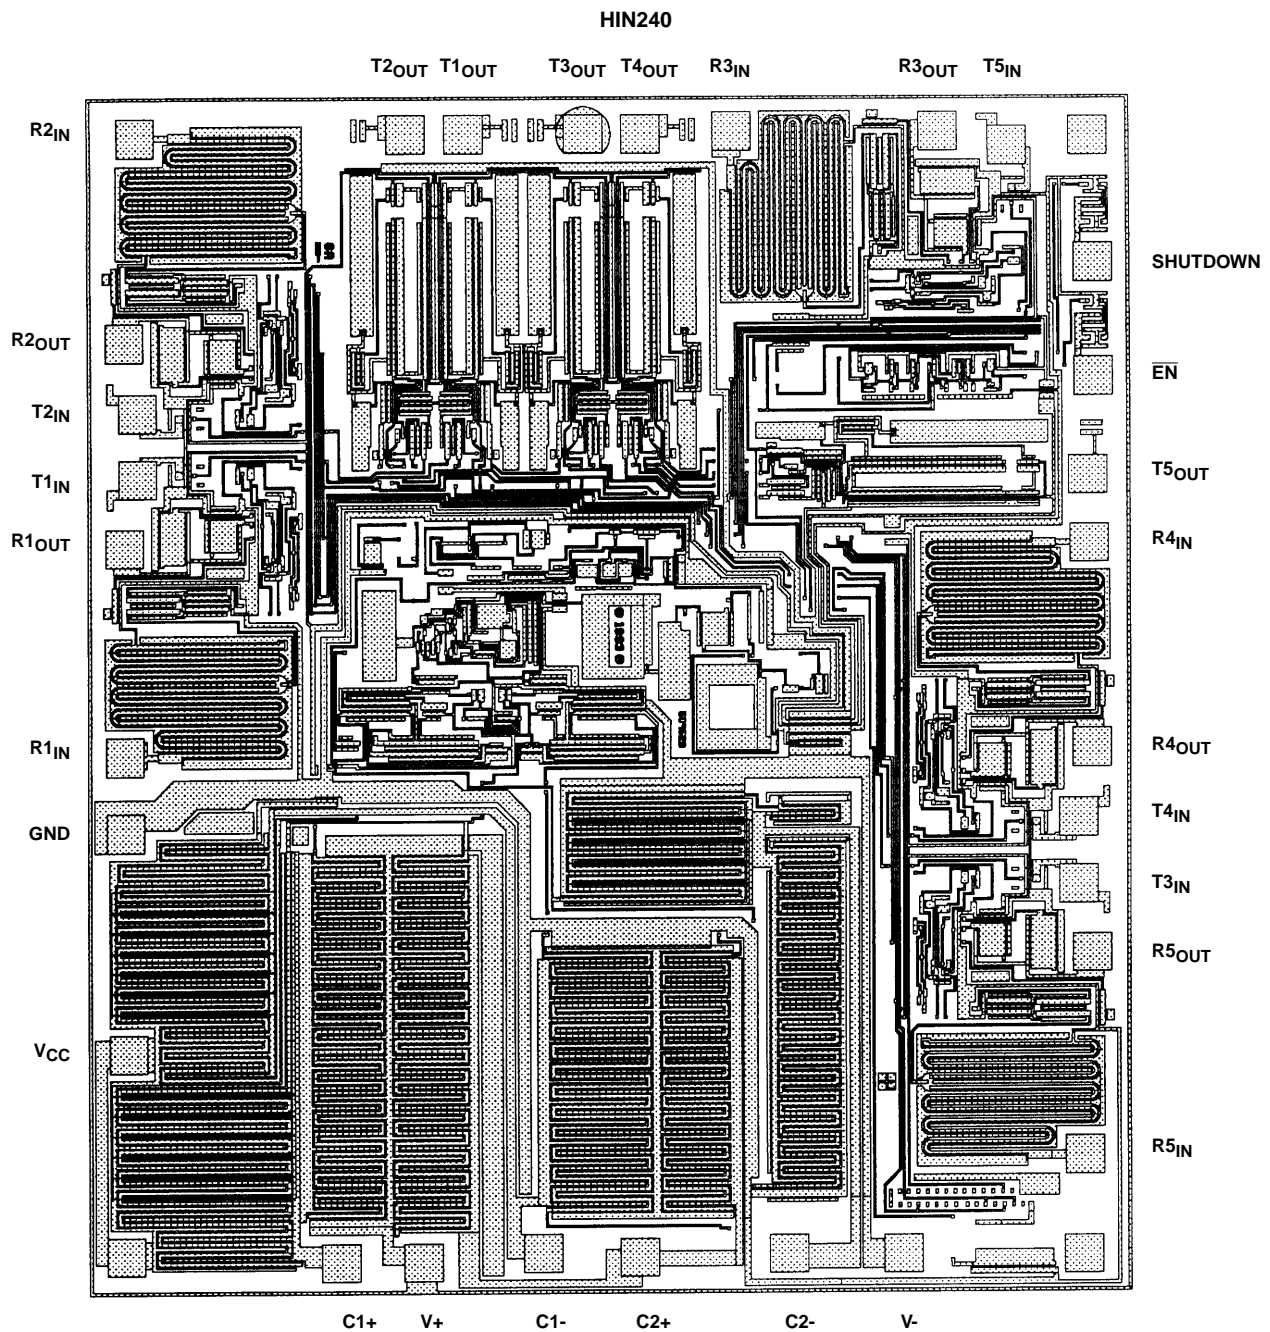 HIN240
T2OUT T1OUT T3OUT T4OUT R3IN R3OUT T5IN
R2IN
SHUTDOWN
R2OUT
EN
T2IN
T5OUT
T1IN
R1OUT
R4IN
© 1993 ©
R1IN
R4OUT
T4IN
GND
T3IN
R5OUT
VCC
R5IN
C1+ V+ C1- C2+ C2- V-